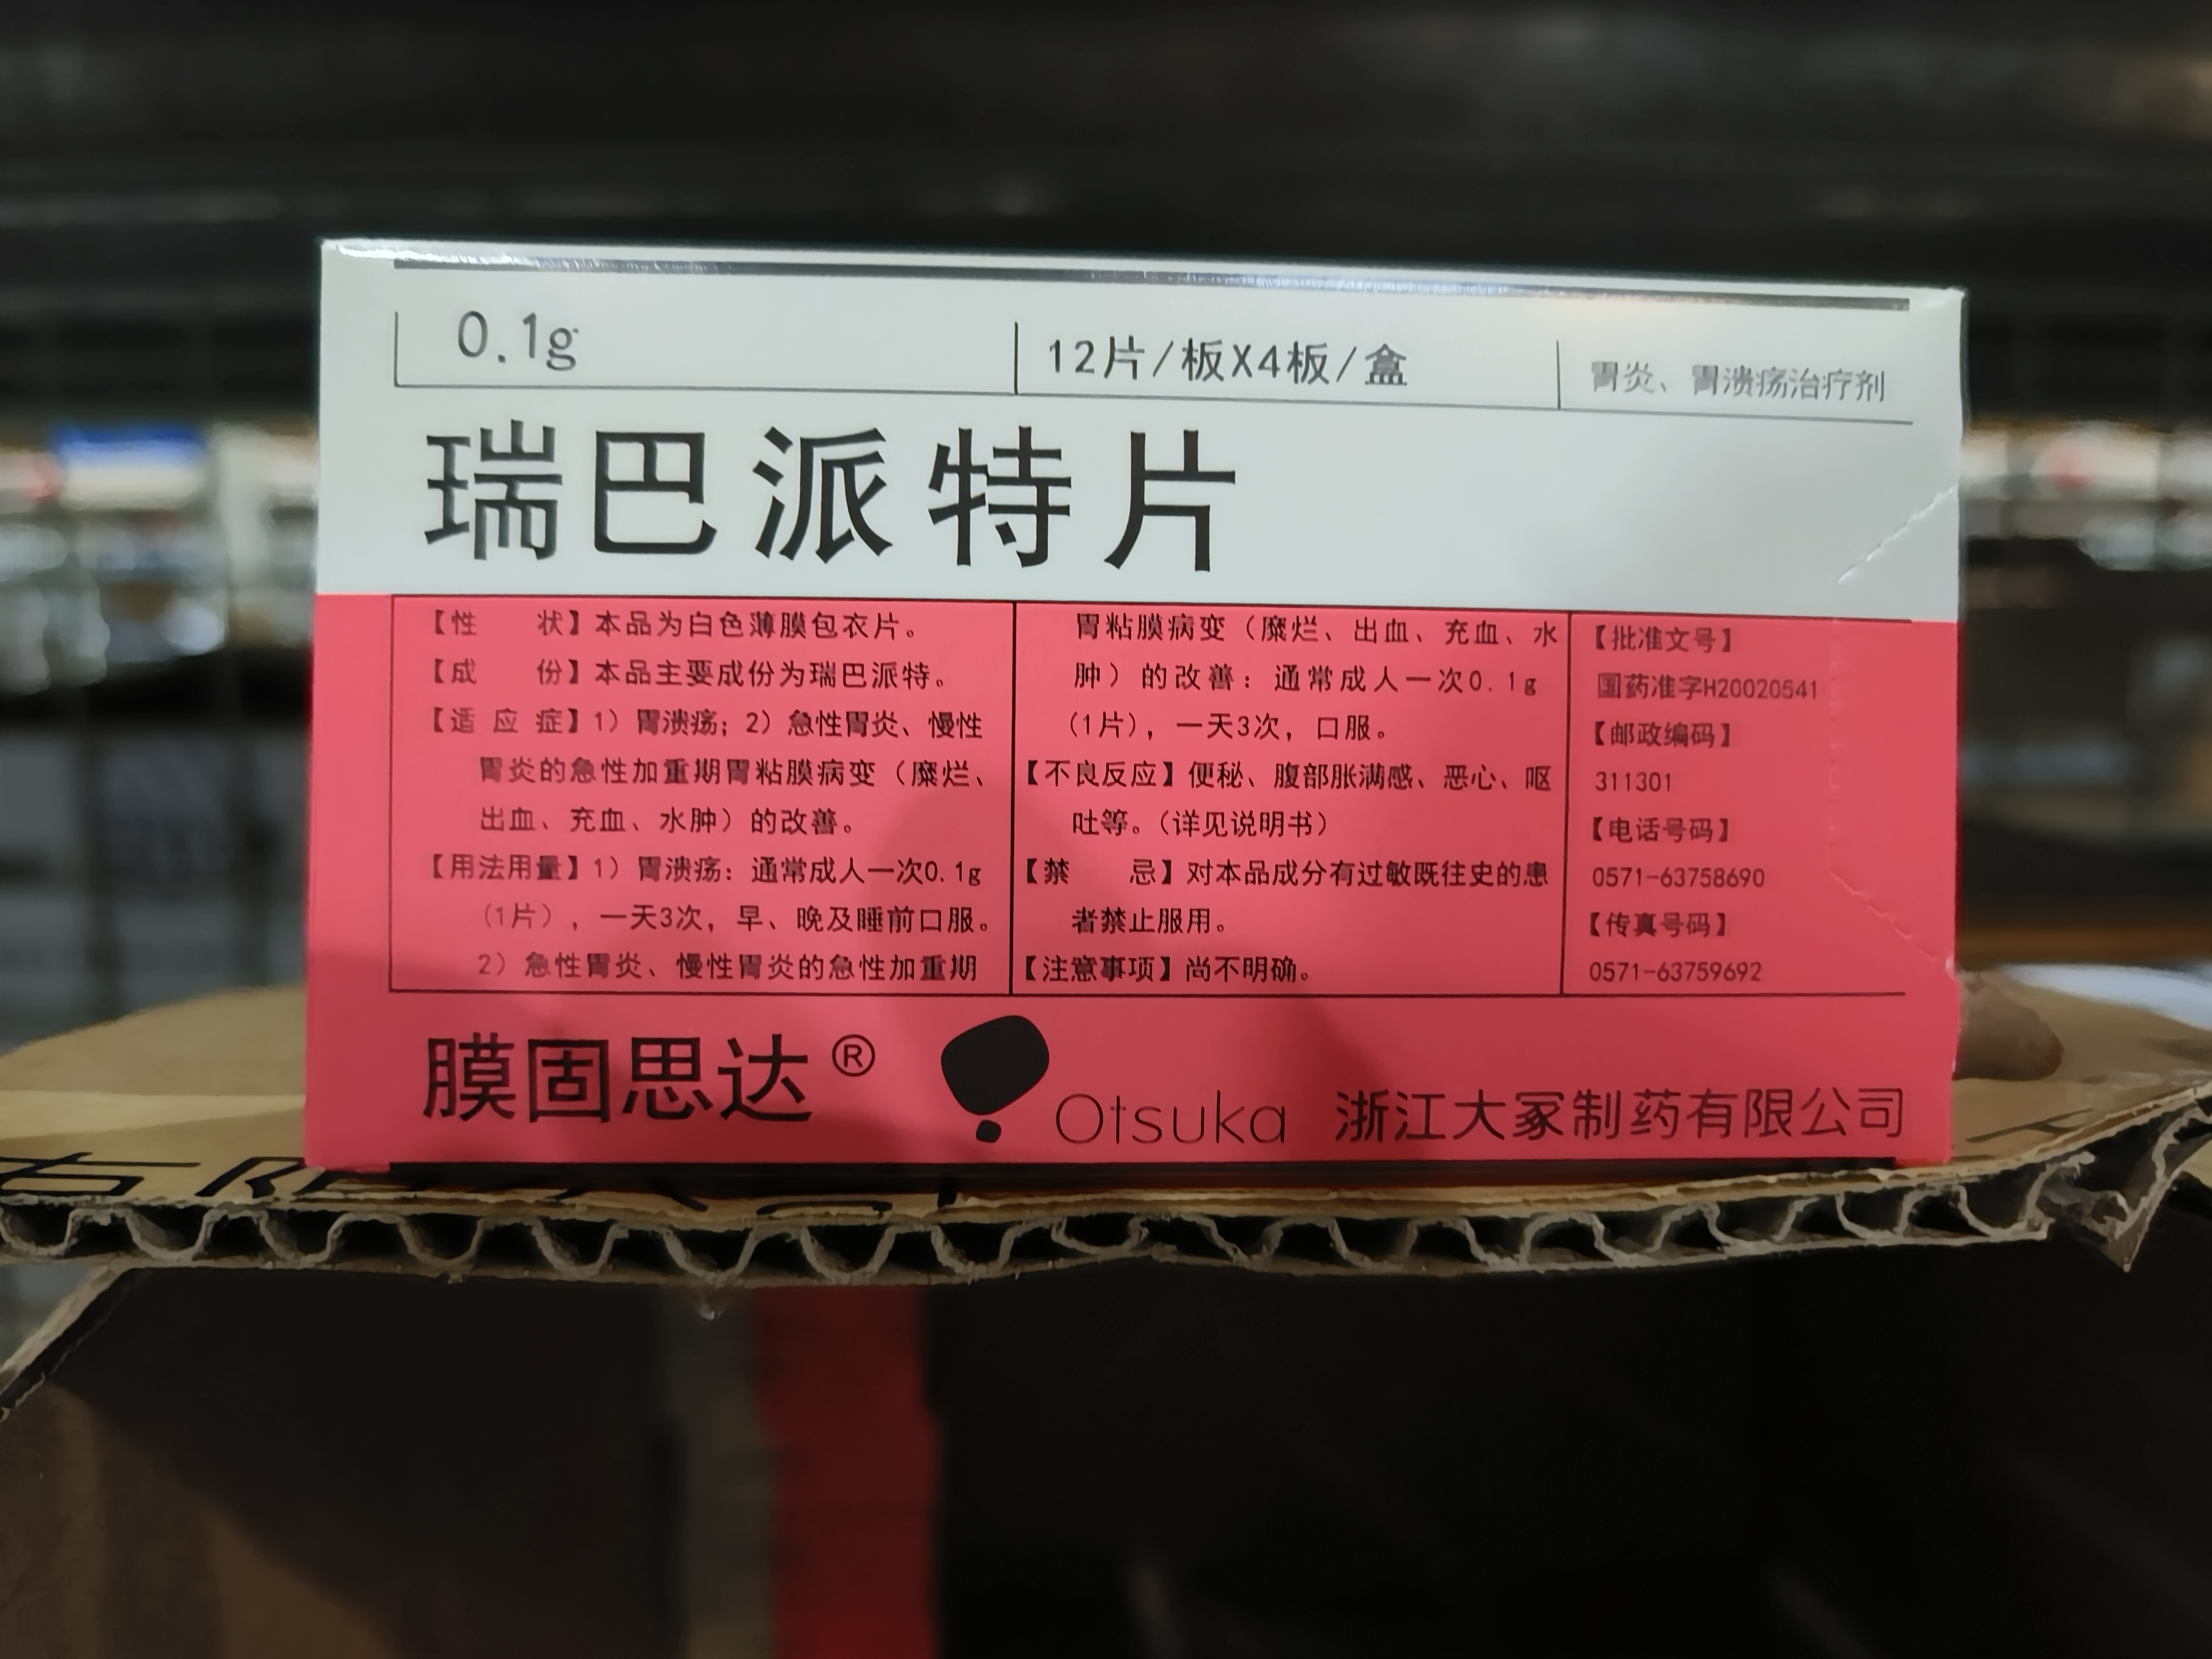 0.1g
12片/板X4板/盒
胃炎、胃溃疡治疗剂
瑞巴派特片
【性　　状】本品为白色薄膜包衣片。
【成　　份】本品主要成份为瑞巴派特。
【适 应 症】1）胃溃疡；2）急性胃炎、慢性
胃炎的急性加重期胃粘膜病变（糜烂、
出血、充血、水肿）的改善。
【用法用量】1）胃溃疡：通常成人一次0.1g
（1片），一天3次，早、晚及睡前口服。
2）急性胃炎、慢性胃炎的急性加重期
胃粘膜病变（糜烂、出血、充血、水
肿）的改善：通常成人一次0.1g
（1片），一天3次，口服。
【不良反应】便秘、腹部胀满感、恶心、呕
吐等。（详见说明书）
【禁　　忌】对本品成分有过敏既往史的患
者禁止服用。
【注意事项】尚不明确。
【批准文号】
国药准字H20020541
【邮政编码】
311301
【电话号码】
0571-63758690
【传真号码】
0571-63759692
膜固思达®
Otsuka 浙江大冢制药有限公司